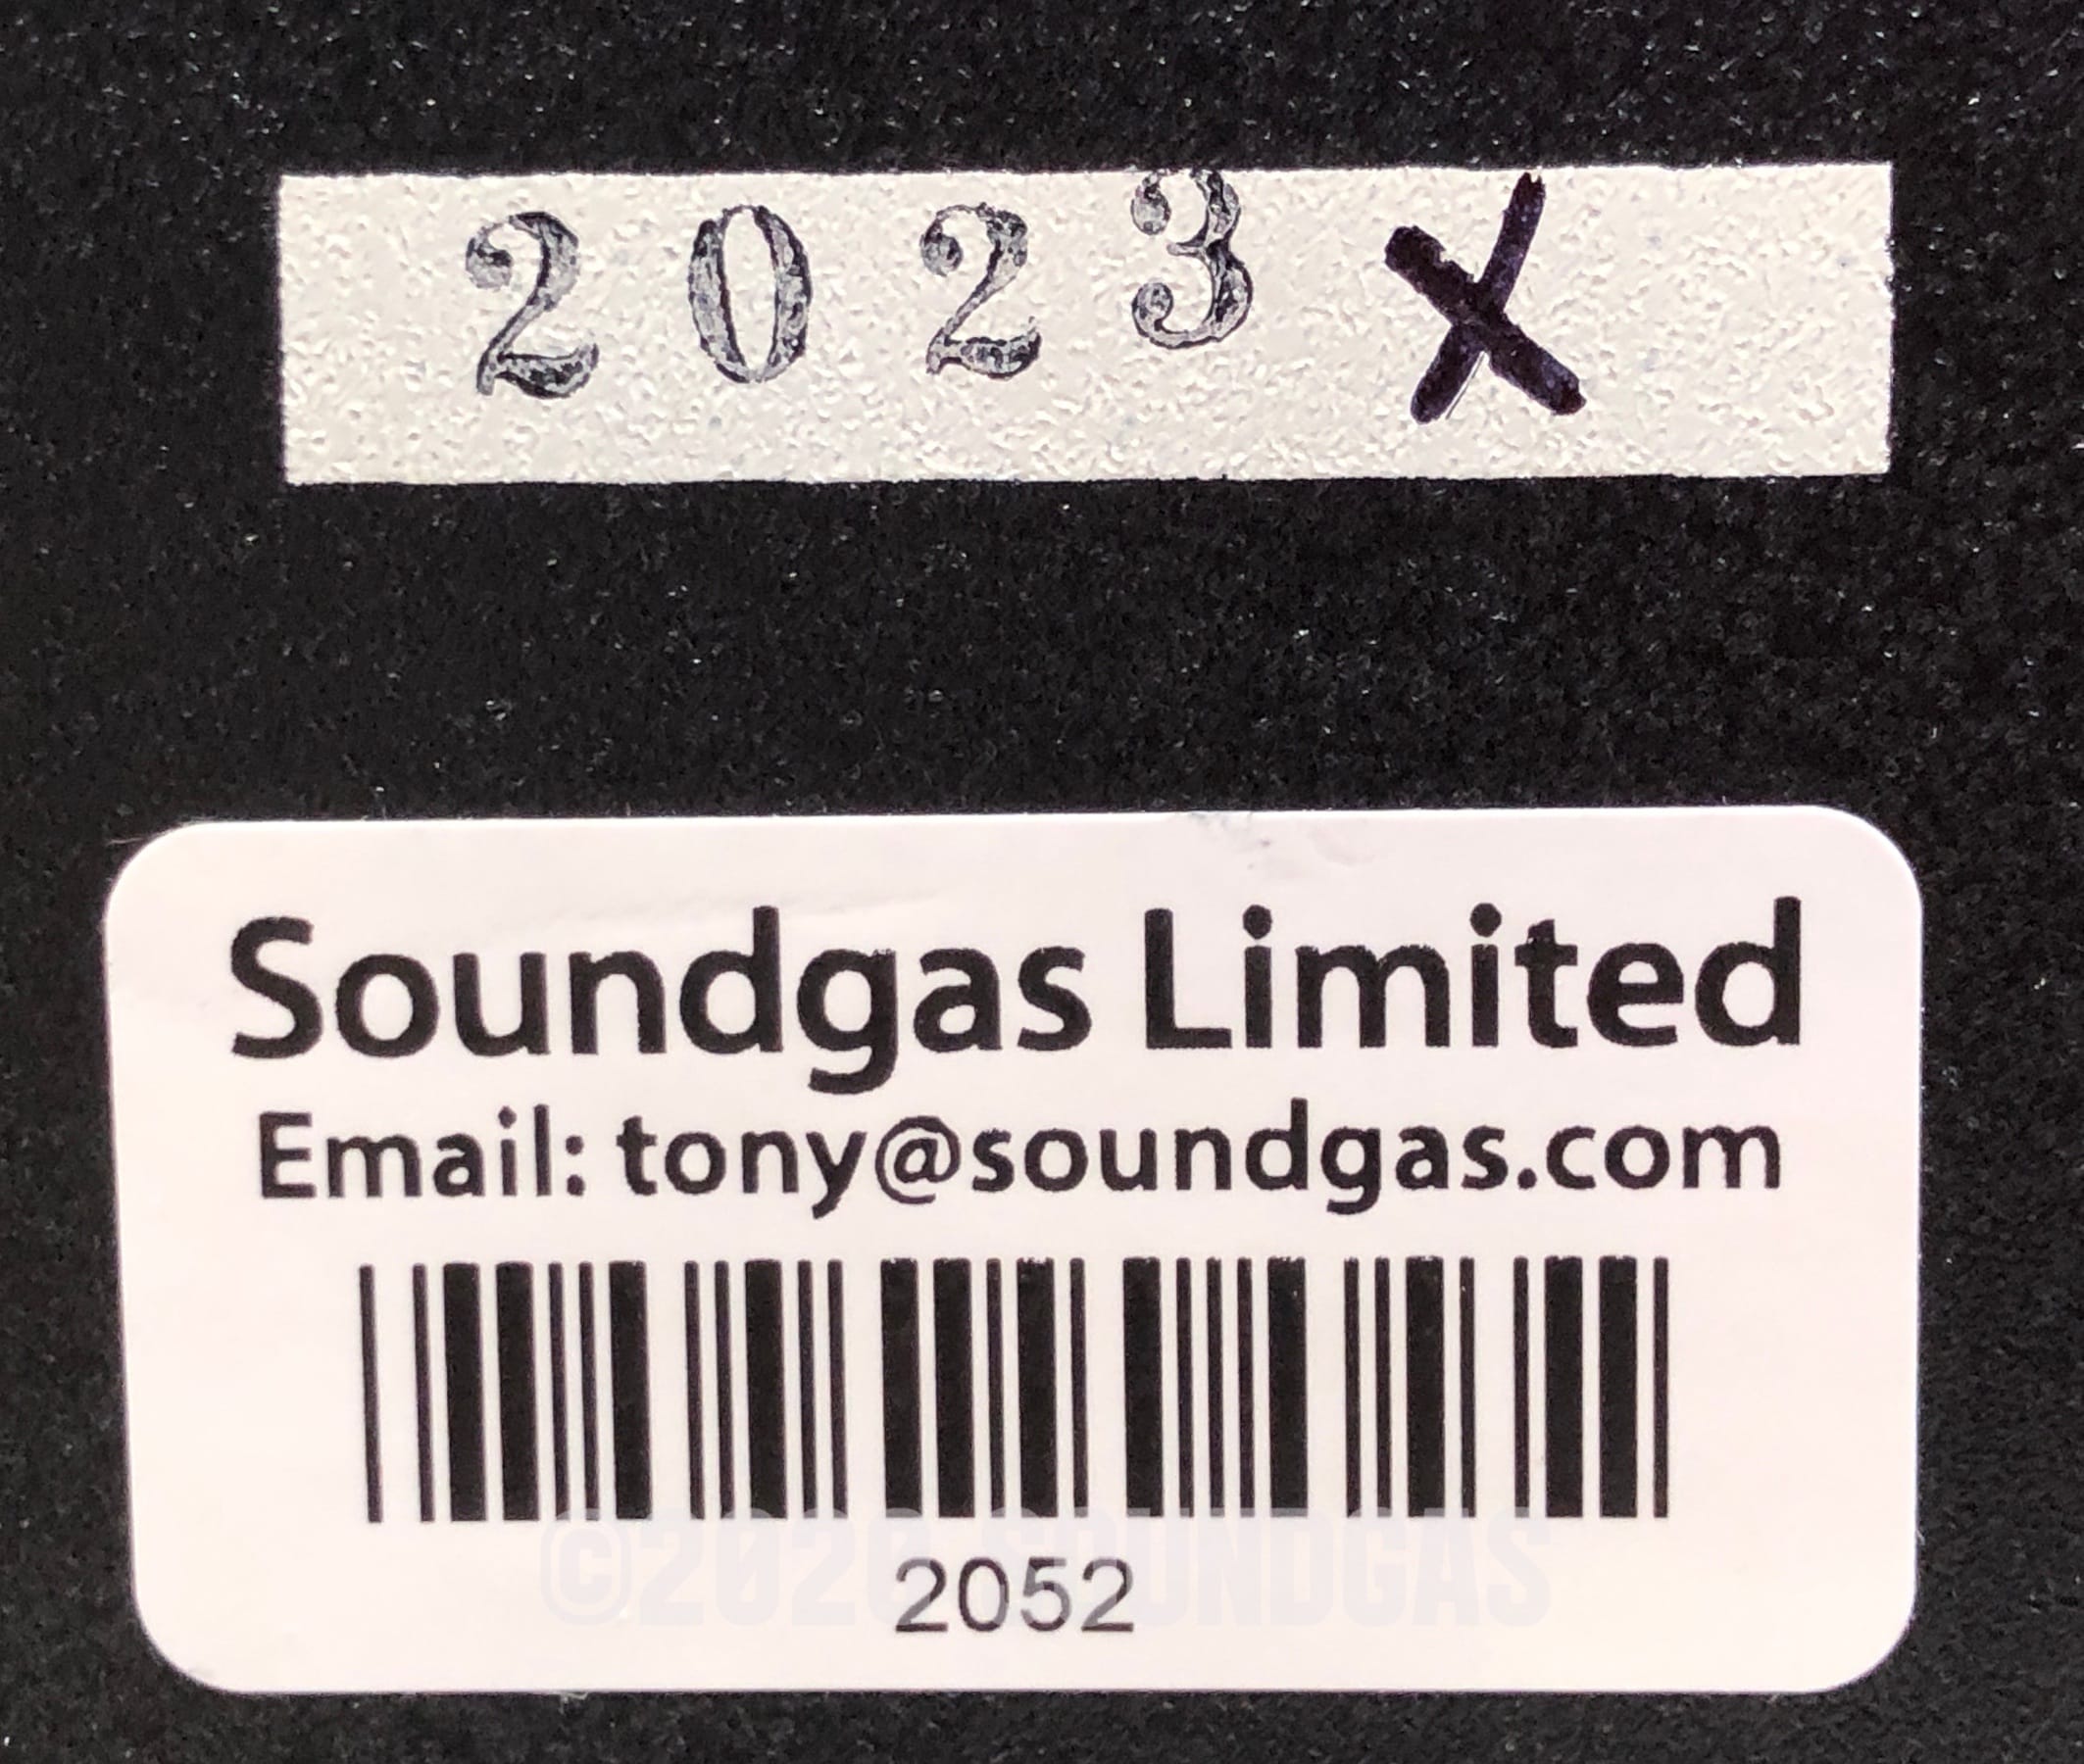 2023 X
Soundgas Limited
Email: tony@soundgas.com
2052
©2020 SOUNDGAS